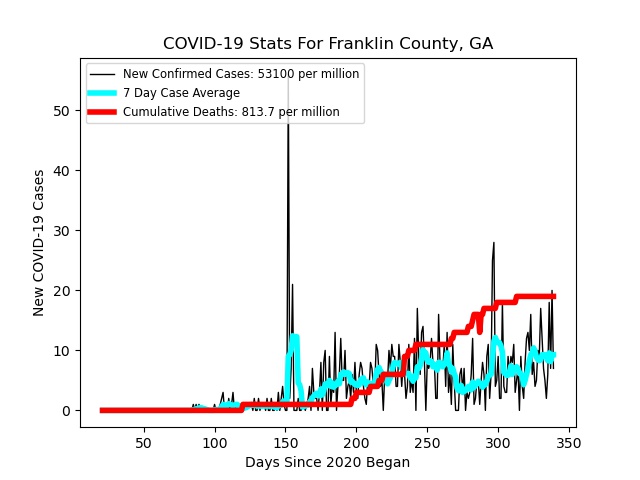 COVID-19 Stats For Franklin County, GA
New Confirmed Cases: 53100 per million
7 Day Case Average
Cumulative Deaths: 813.7 per million
New COVID-19 Cases
50
40
30
20
10
0
50 100 150 200 250 300 350
Days Since 2020 Began